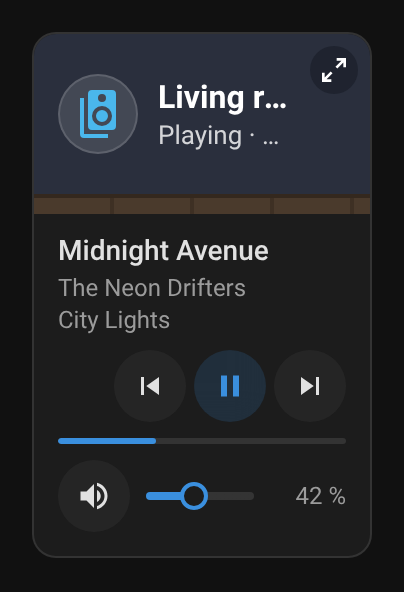 Living r…
Playing · …
Midnight Avenue
The Neon Drifters
City Lights
42 %